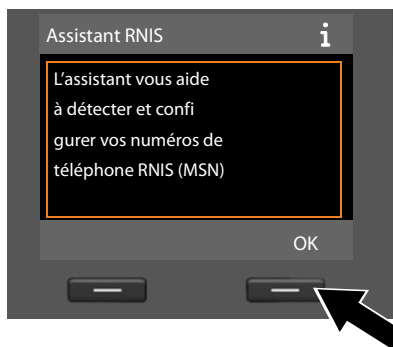 Assistant RNIS i
L'assistant vous aide
à détecter et confi
gurer vos numéros de
téléphone RNIS (MSN)
OK